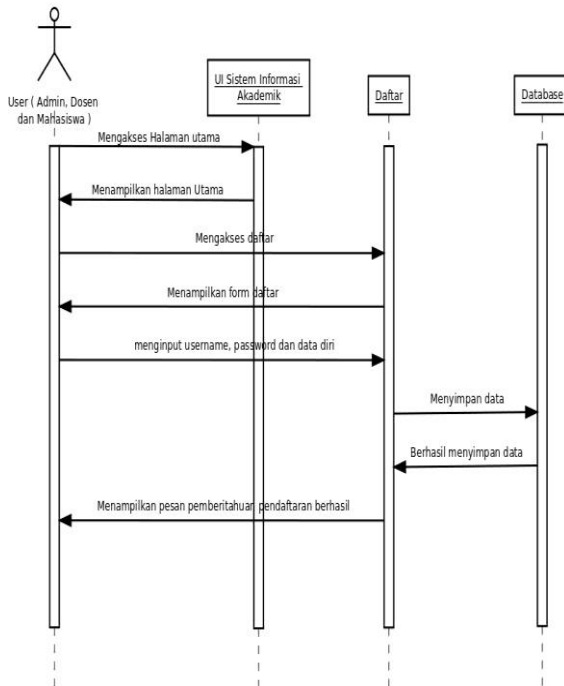 User ( Admin, Dosen
dan Mahasiswa )
UI Sistem Informasi
Akademik
Daftar
Database
Mengakses Halaman utama
Menampilkan halaman Utama
Mengakses daftar
Menampilkan form daftar
menginput username, password dan data diri
Menyimpan data
Berhasil menyimpan data
Menampilkan pesan pemberitahuan pendaftaran berhasil